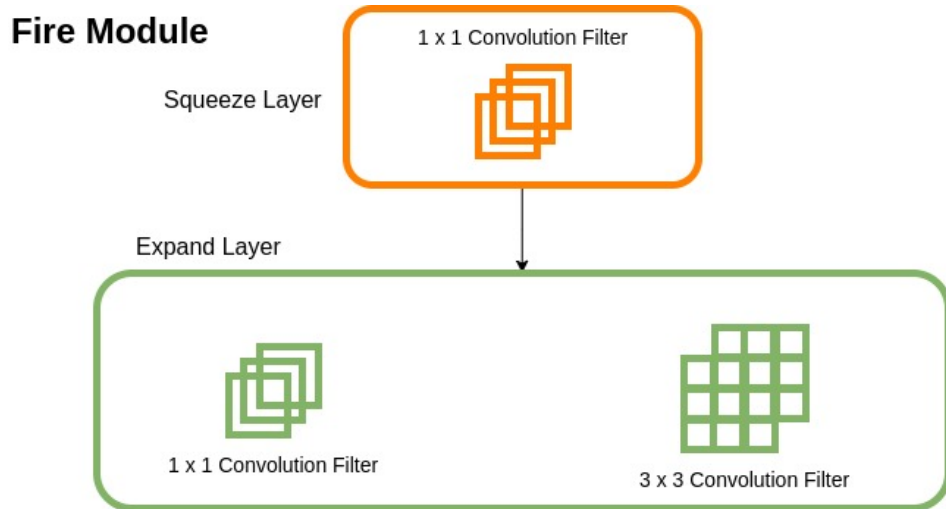 Fire Module
1 x 1 Convolution Filter
Squeeze Layer
Expand Layer
1 x 1 Convolution Filter
3 x 3 Convolution Filter